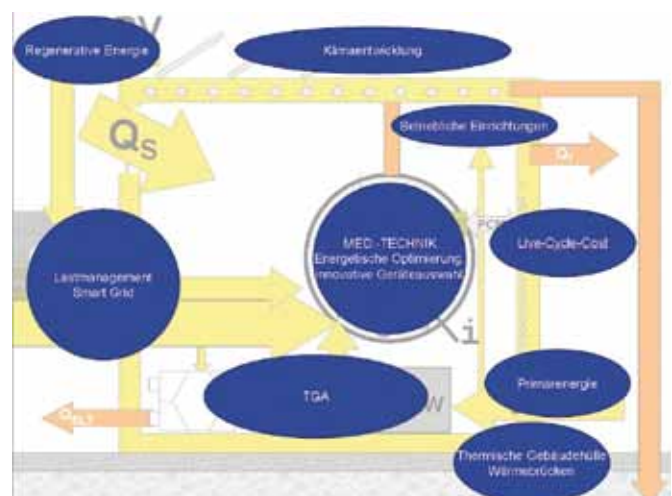 PV
Regenerative Energie
Klimaentwicklung
Betriebliche Einrichtungen
QS
MED.-TECHNIK
Energetische Optimierung
innovative Geräteauswahl
Live-Cycle-Cost
Lastmanagement
Smart Grid
i
TGA
W
Primärenergie
Thermische Gebäudehülle
Wärmebrücken